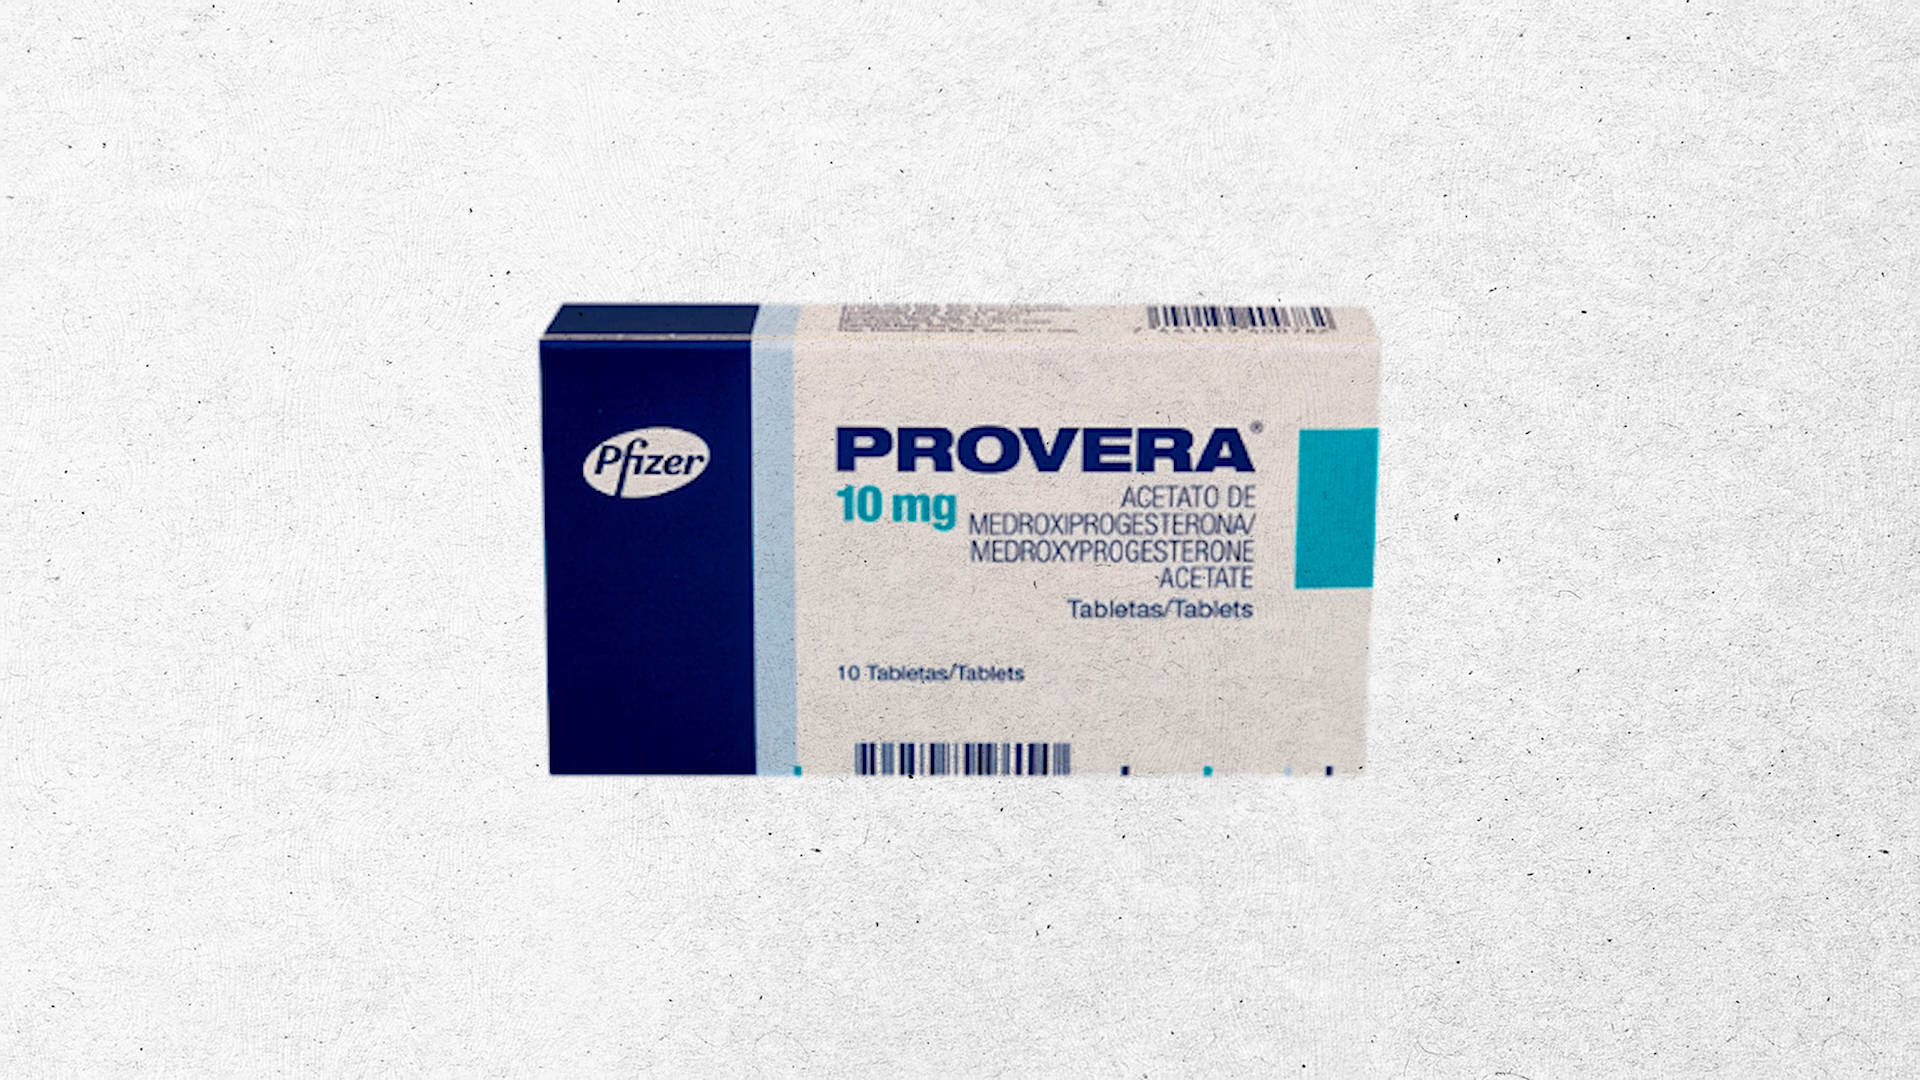 Pfizer
PROVERA®
10 mg
ACETATO DE
MEDROXIPROGESTERONA/
MEDROXYPROGESTERONE
ACETATE
Tabletas/Tablets
10 Tabletas/Tablets